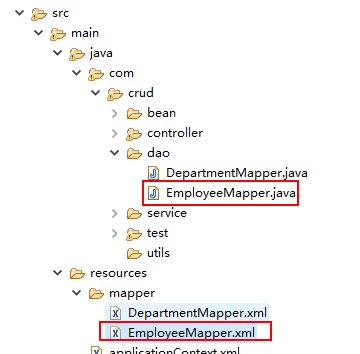 src
main
java
com
crud
bean
controller
dao
DepartmentMapper.java
EmployeeMapper.java
service
test
utils
resources
mapper
DepartmentMapper.xml
EmployeeMapper.xml
applicationContext.xml